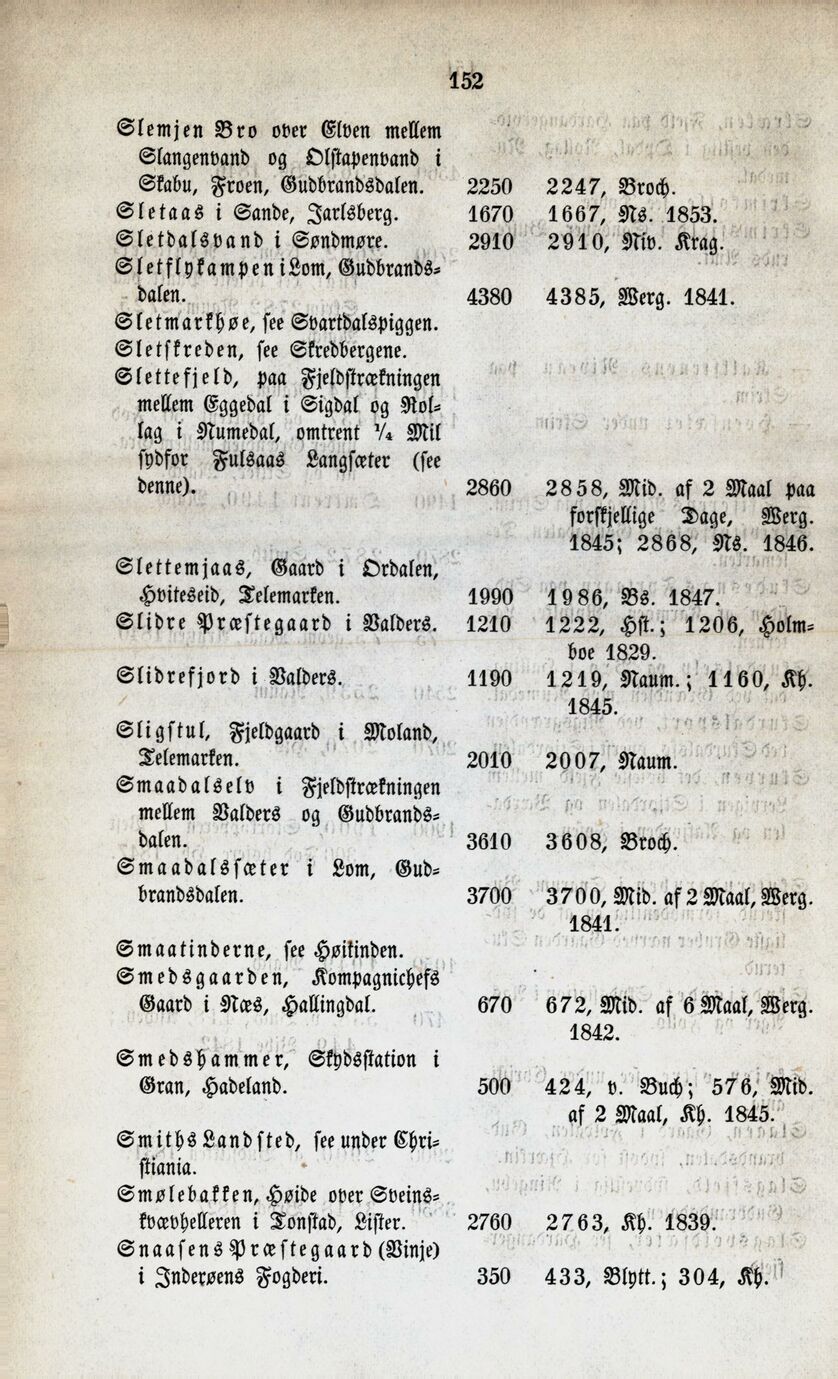 152
Slemjen Bro over Elven mellem
Slangenvand og Olstapenvand i
Skabu, Froen, Gudbrandsdalen. 2250 2247, Broch.
Sletaas i Sande, Jarlsberg. 1670 1667, Ns. 1853.
Sletdalsvand i Søndmøre. 2910 2910, Niv. Krag.
Sletflykampen i Lom, Gudbrands-
dalen. 4380 4385, Werg. 1841.
Sletmarkhøe, see Svartdalspiggen.
Sletskreden, see Skredbergene.
Slettefjeld, paa Fjeldstrækningen
mellem Eggedal i Sigdal og Rol-
lag i Numedal, omtrent ¼ Mil
sydfor Fulsaas Langsæter (see
denne). 2860 2858, Mid. af 2 Maal paa
forskjellige Dage, Werg.
1845; 2868, Ns. 1846.
Slettemjaas, Gaard i Ordalen,
Hviteseid, Telemarken. 1990 1986, Bs. 1847.
Slidre Præstegaard i Valders. 1210 1222, Hst.; 1206, Holm-
boe 1829.
Slidrefjord i Valders. 1190 1219, Naum.; 1160, Kh.
1845.
Sligstul, Fjeldgaard i Moland,
Telemarken. 2010 2007, Naum.
Smaadalselv i Fjeldstrækningen
mellem Valders og Gudbrands-
dalen. 3610 3608, Broch.
Smaadalssæter i Lom, Gud-
brandsdalen. 3700 3700, Mid. af 2 Maal, Werg.
1841.
Smaatinderne, see Høitinden.
Smedsgaarden, Kompagnichefs
Gaard i Næs, Hallingdal. 670 672, Mid. af 6 Maal, Werg.
1842.
Smedshammer, Skydsstation i
Gran, Hadeland. 500 424, v. Buch; 576, Mid.
af 2 Maal, Kh. 1845.
Smiths Landsted, see under Chri-
stiania.
Smølebakken, Høide over Sveins-
kvævhelleren i Tonstad, Lister. 2760 2763, Kh. 1839.
Snaasens Præstegaard (Vinje)
i Inderøens Fogderi. 350 433, Blytt.; 304, Kh.